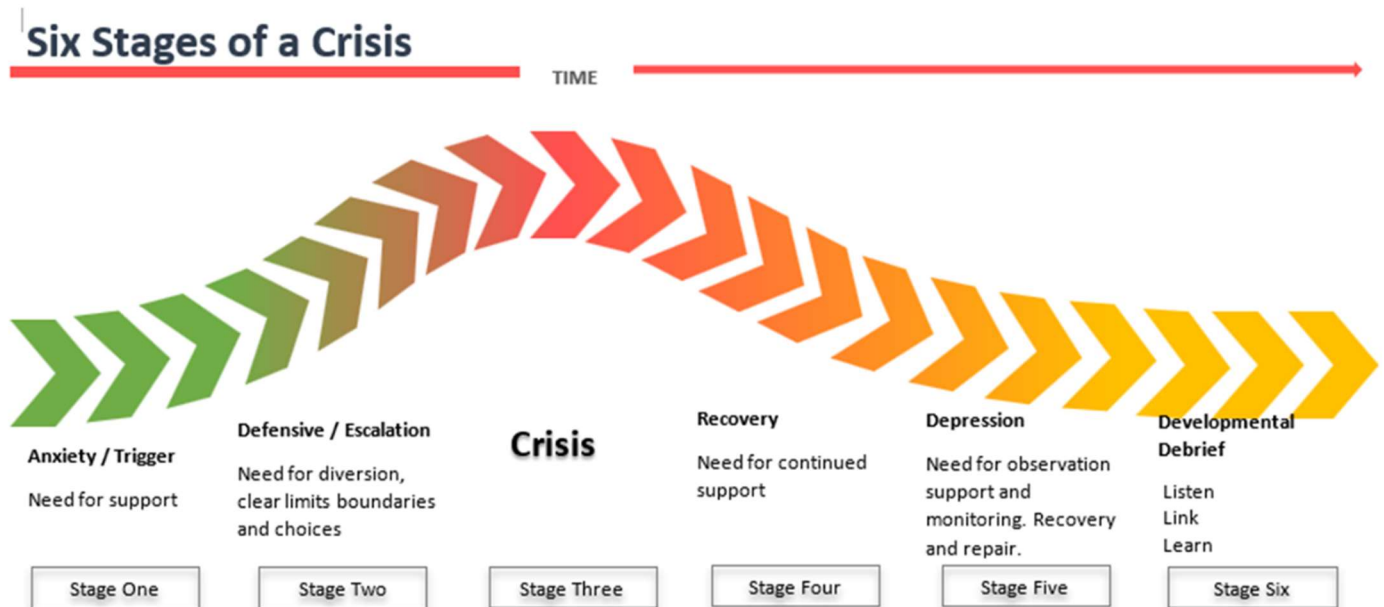 Six Stages of a Crisis
TIME
Anxiety / Trigger
Need for support
Stage One
Defensive / Escalation
Need for diversion,
clear limits boundaries
and choices
Stage Two
Crisis
Stage Three
Recovery
Need for continued
support
Stage Four
Depression
Need for observation
support and
monitoring. Recovery
and repair.
Stage Five
Developmental
Debrief
Listen
Link
Learn
Stage Six